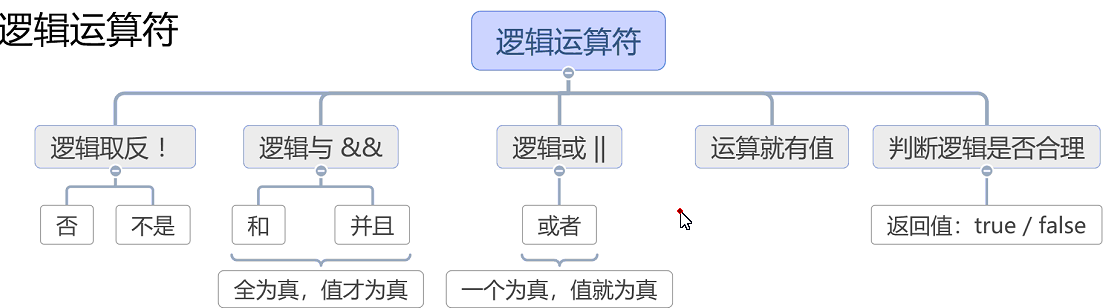 逻辑运算符
逻辑运算符
逻辑取反！
逻辑与 &&
逻辑或 ||
运算就有值
判断逻辑是否合理
否
不是
和
并且
或者
返回值：true / false
全为真，值才为真
一个为真，值就为真